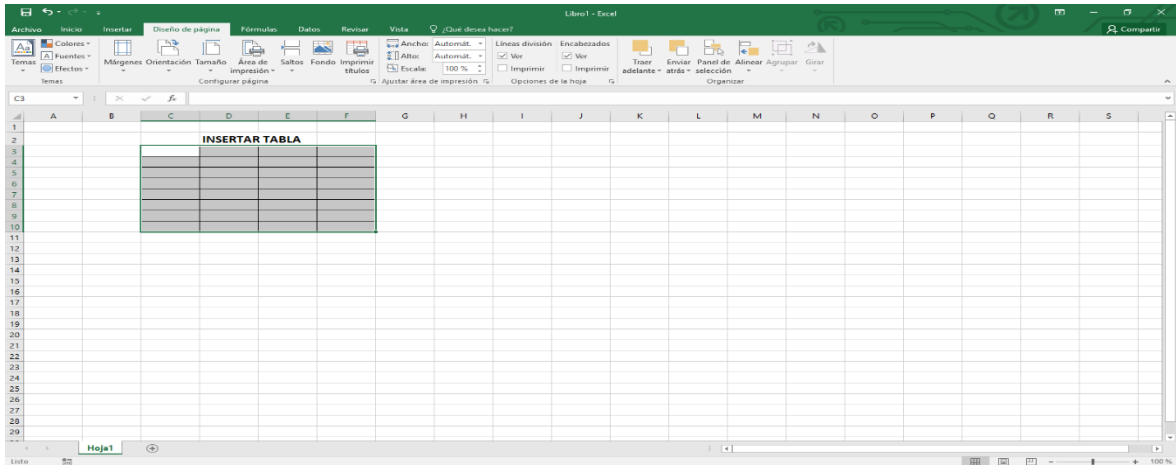 Libro1 - Excel
Archivo Inicio Insertar Diseño de página Fórmulas Datos Revisar Vista ¿Qué desea hacer? Compartir
Aa Temas
Colores
Fuentes
Efectos
Temas
Márgenes Orientación Tamaño Área de impresión Saltos Fondo Imprimir títulos
Configurar página
Ancho: Automát.
Alto: Automát.
Escala: 100 %
Ajustar área de impresión
Líneas división Encabezados
Ver Ver
Imprimir Imprimir
Opciones de la hoja
Traer adelante Enviar atrás Panel de selección Alinear Agrupar Girar
Organizar
C3 fx
A B C D E F G H I J K L M N O P Q R S
1
2 INSERTAR TABLA
3
4
5
6
7
8
9
10
11
12
13
14
15
16
17
18
19
20
21
22
23
24
25
26
27
28
29
Hoja1
Listo 100 %